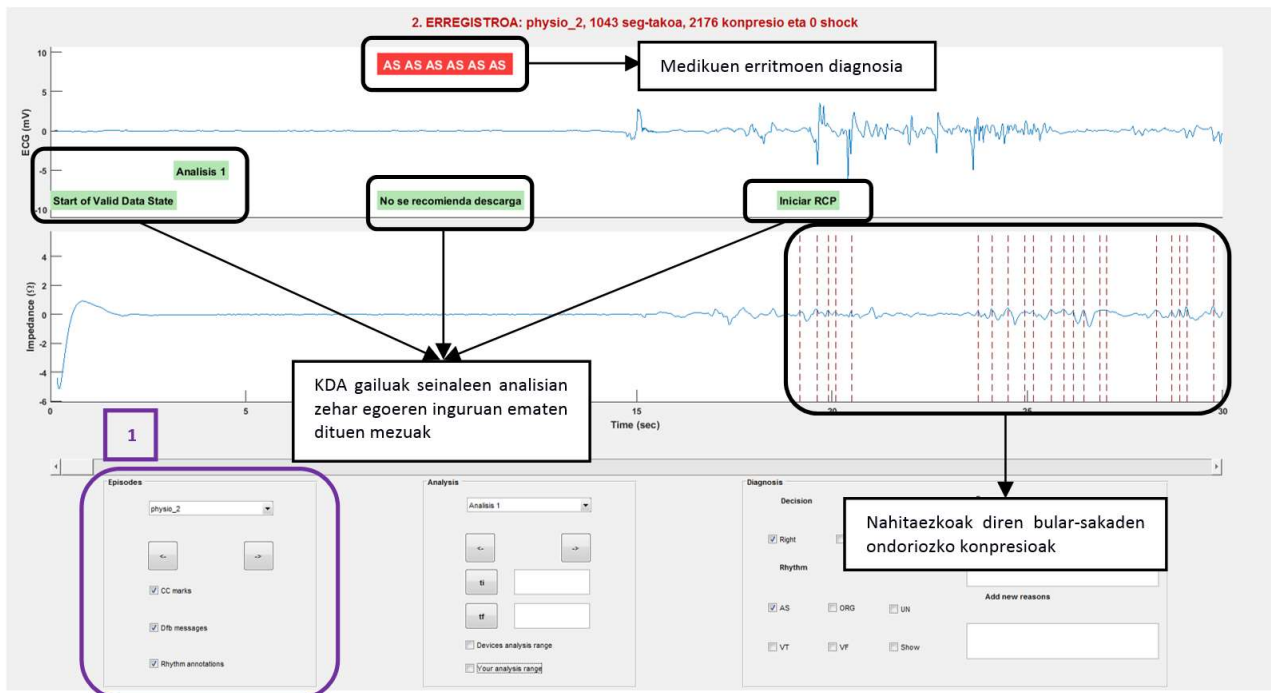 2. ERREGISTROA: physio_2, 1043 seg-takoa, 2176 konpresio eta 0 shock
10
5
0
-5
-10
ECG (mV)
AS AS AS AS AS AS
Medikuen erritmoen diagnosia
Analisis 1
Start of Valid Data State
No se recomienda descarga
Iniciar RCP
4
2
0
-2
-4
-6
Impedance (Ω)
0
5
15
20
25
30
Time (sec)
KDA gailuak seinaleen analisian
zehar egoeren inguruan ematen
dituen mezuak
1
Episodes
physio_2
<-
->
CC marks
Dfb messages
Rhythm annotations
Analysis
Analisis 1
<-
->
ti
tf
Devices analysis range
Your analysis range
Diagnosis
Decision
Right
Nahitaezkoak diren bular-sakaden
ondoriozko konpresioak
Rhythm
AS
ORG
UN
VT
VF
Show
Add new reasons